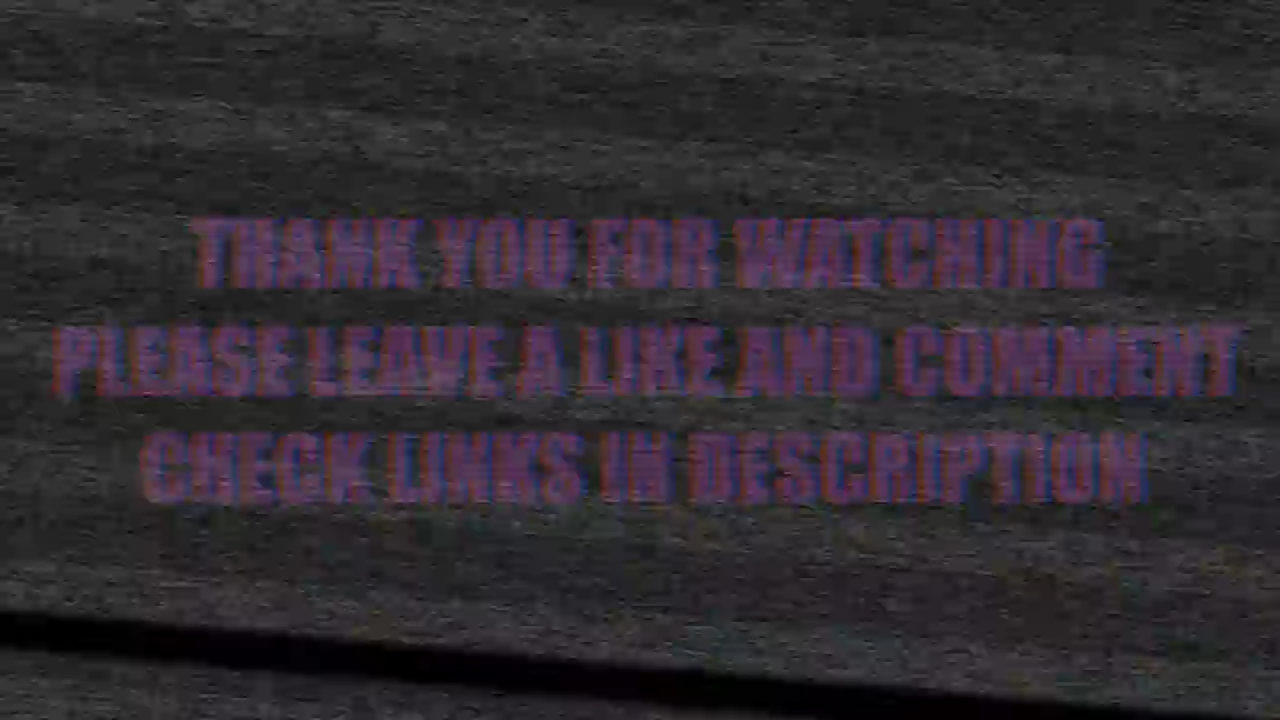 THANK YOU FOR WATCHING
PLEASE LEAVE A LIKE AND COMMENT
CHECK LINKS IN DESCRIPTION